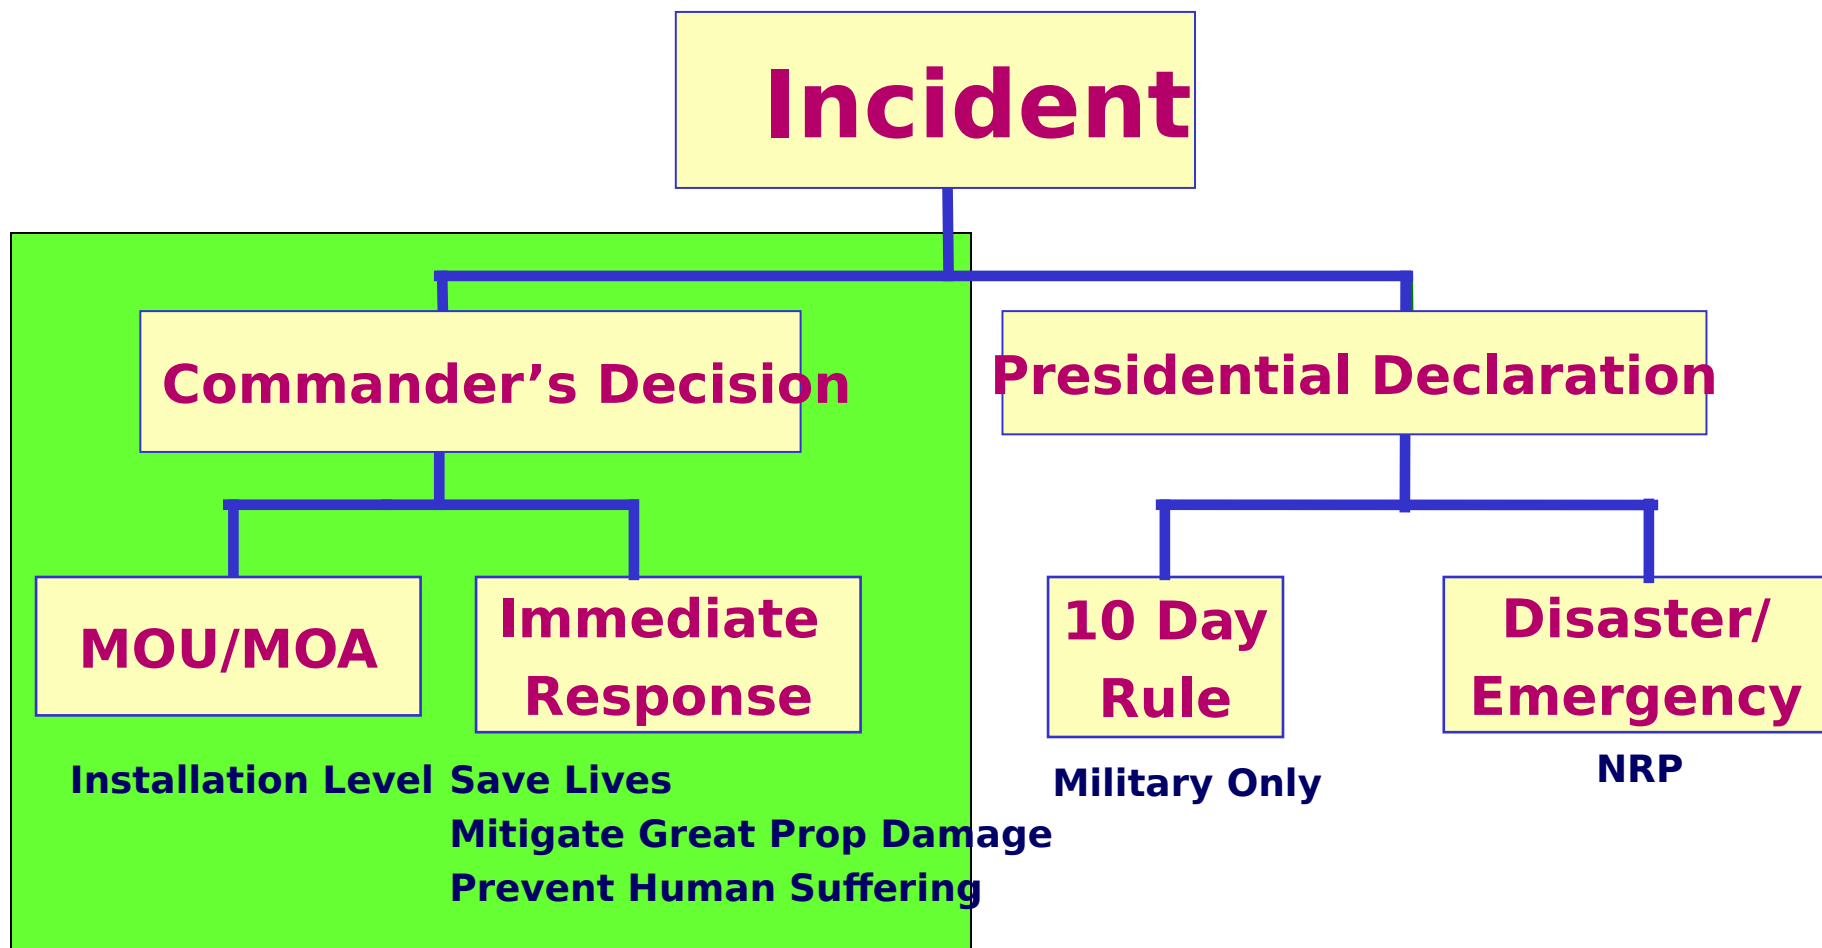 Incident
Commander’s Decision
Presidential Declaration
MOU/MOA
Immediate
Response
10 Day
Rule
Disaster/
Emergency
Installation Level
Save Lives
Mitigate Great Prop Damage
Prevent Human Suffering
Military Only
NRP